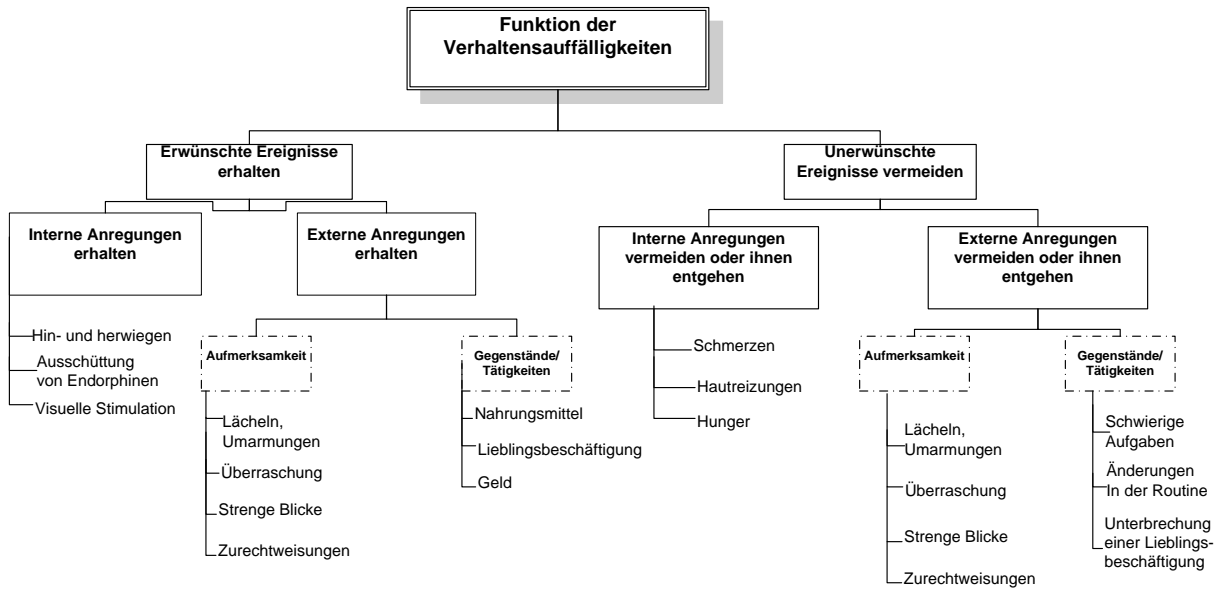 Funktion der
Verhaltensauffälligkeiten
Erwünschte Ereignisse
erhalten
Unerwünschte
Ereignisse vermeiden
Interne Anregungen
erhalten
Externe Anregungen
erhalten
Interne Anregungen
vermeiden oder ihnen
entgehen
Externe Anregungen
vermeiden oder ihnen
entgehen
Hin- und herwiegen
Ausschüttung
von Endorphinen
Visuelle Stimulation
Aufmerksamkeit
Lächeln,
Umarmungen
Überraschung
Strenge Blicke
Zurechtweisungen
Gegenstände/
Tätigkeiten
Nahrungsmittel
Lieblingsbeschäftigung
Geld
Schmerzen
Hautreizungen
Hunger
Aufmerksamkeit
Lächeln,
Umarmungen
Überraschung
Strenge Blicke
Zurechtweisungen
Gegenstände/
Tätigkeiten
Schwierige
Aufgaben
Änderungen
In der Routine
Unterbrechung
einer Lieblings-
beschäftigung